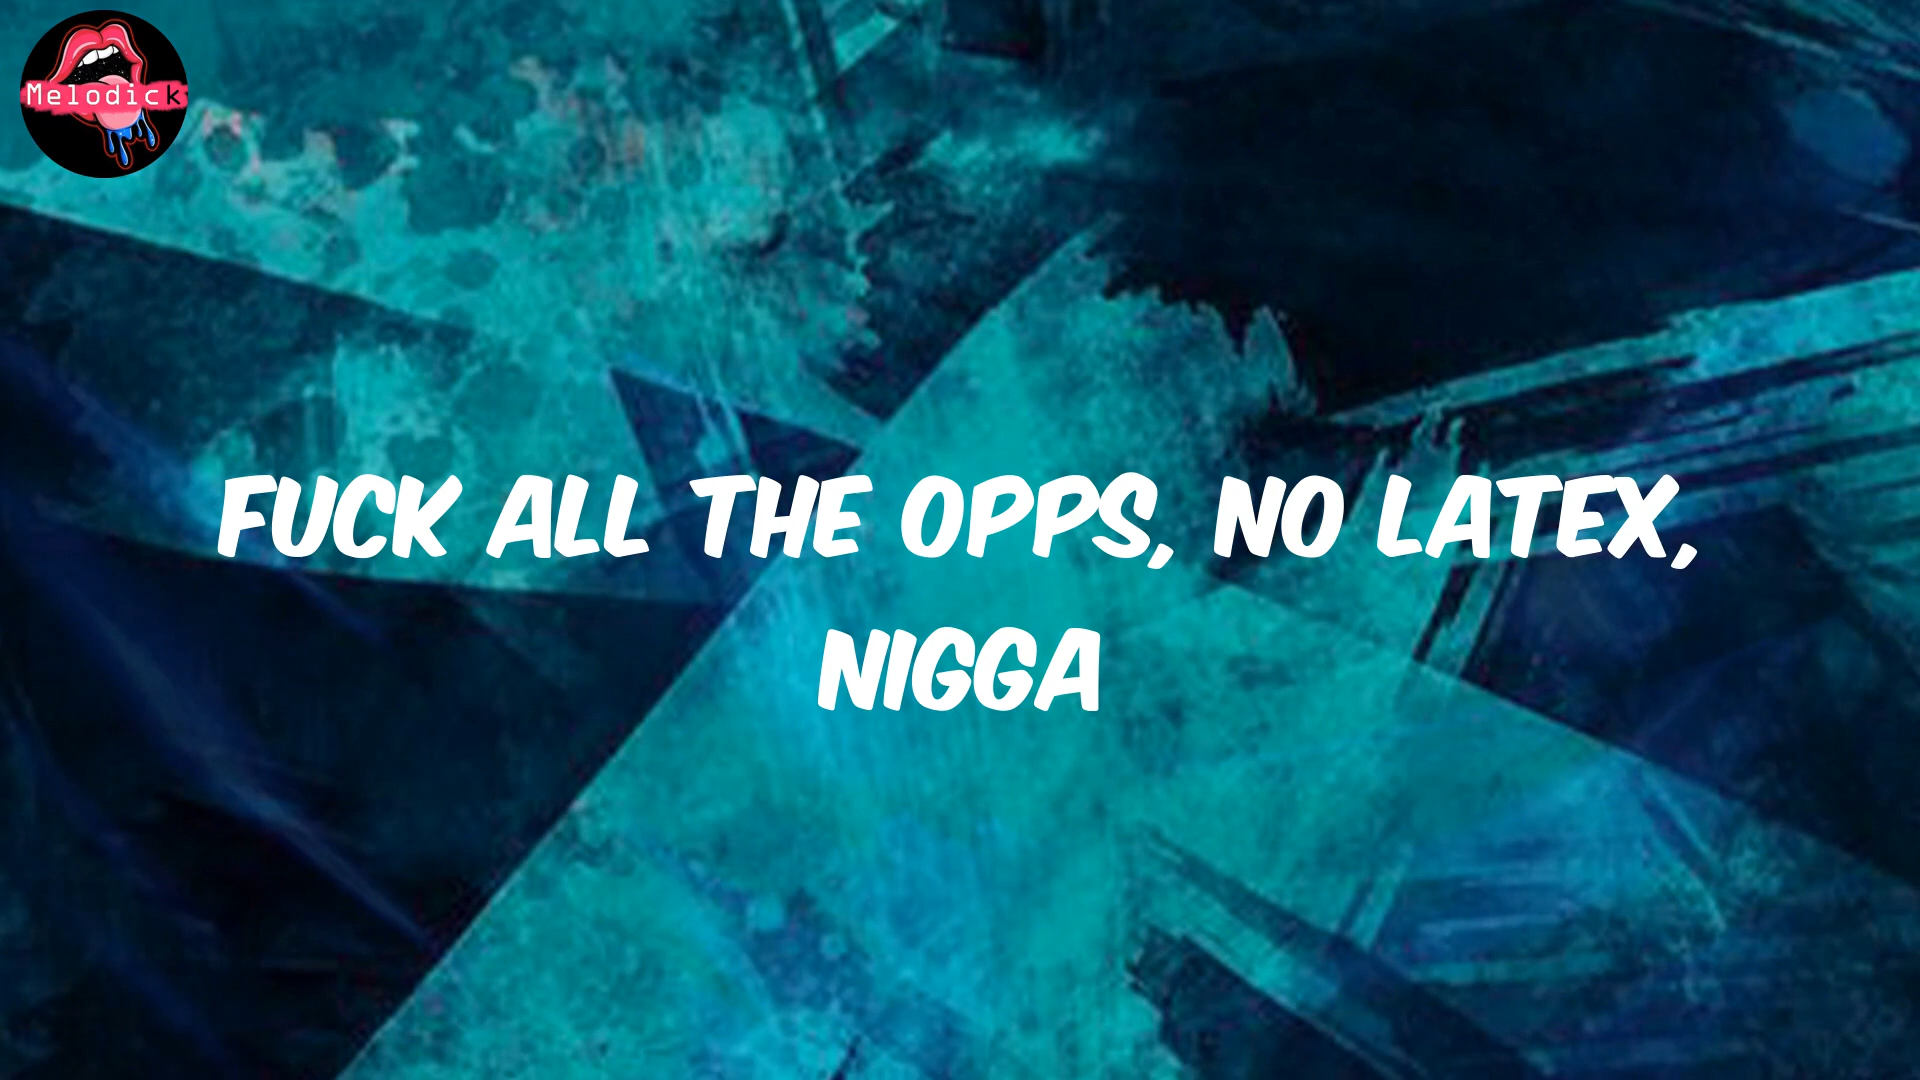 Melodick
FUCK ALL THE OPPS, NO LATEX,
NIGGA